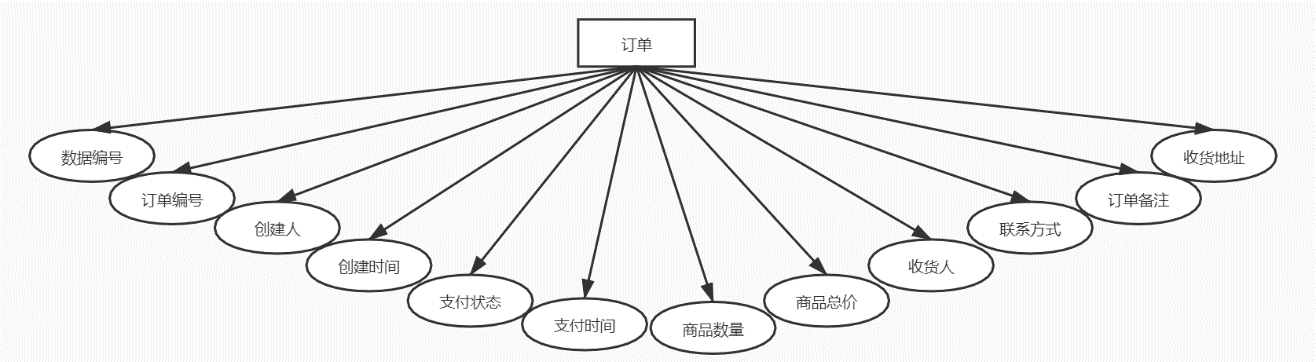 订单
数据编号
订单编号
创建人
创建时间
支付状态
支付时间
商品数量
商品总价
收货人
联系方式
订单备注
收货地址